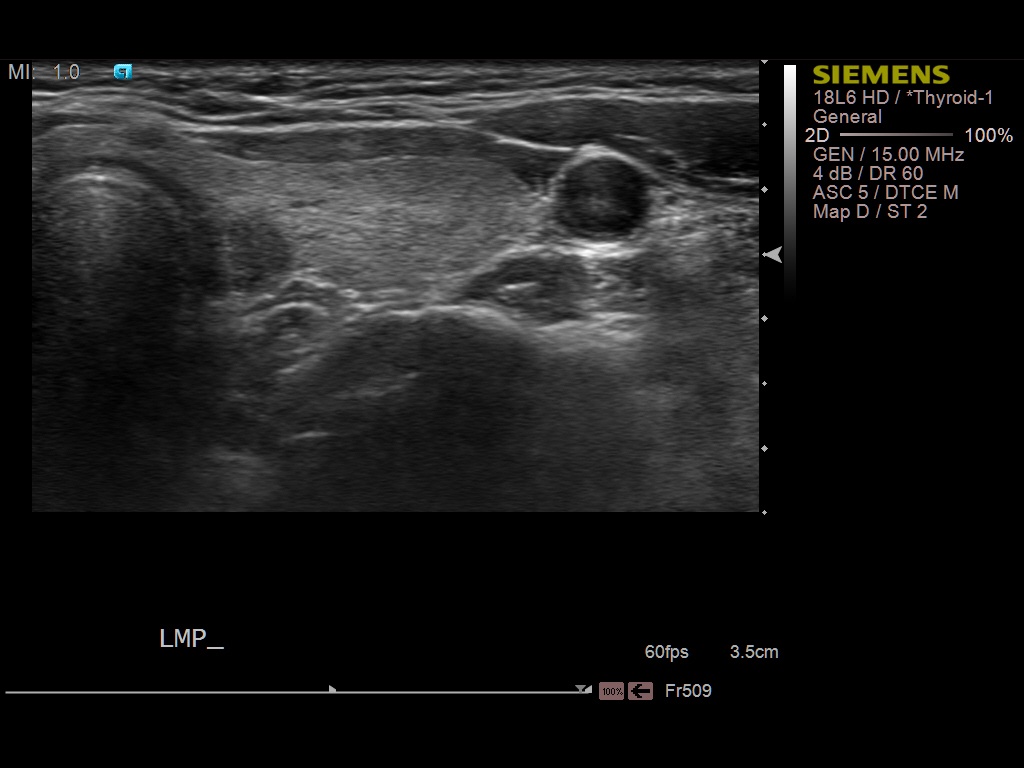 MI: 1.0
SIEMENS
18L6 HD / *Thyroid-1
General
2D 100%
GEN / 15.00 MHz
4 dB / DR 60
ASC 5 / DTCE M
Map D / ST 2
LMP_
60fps 3.5cm
100% Fr509